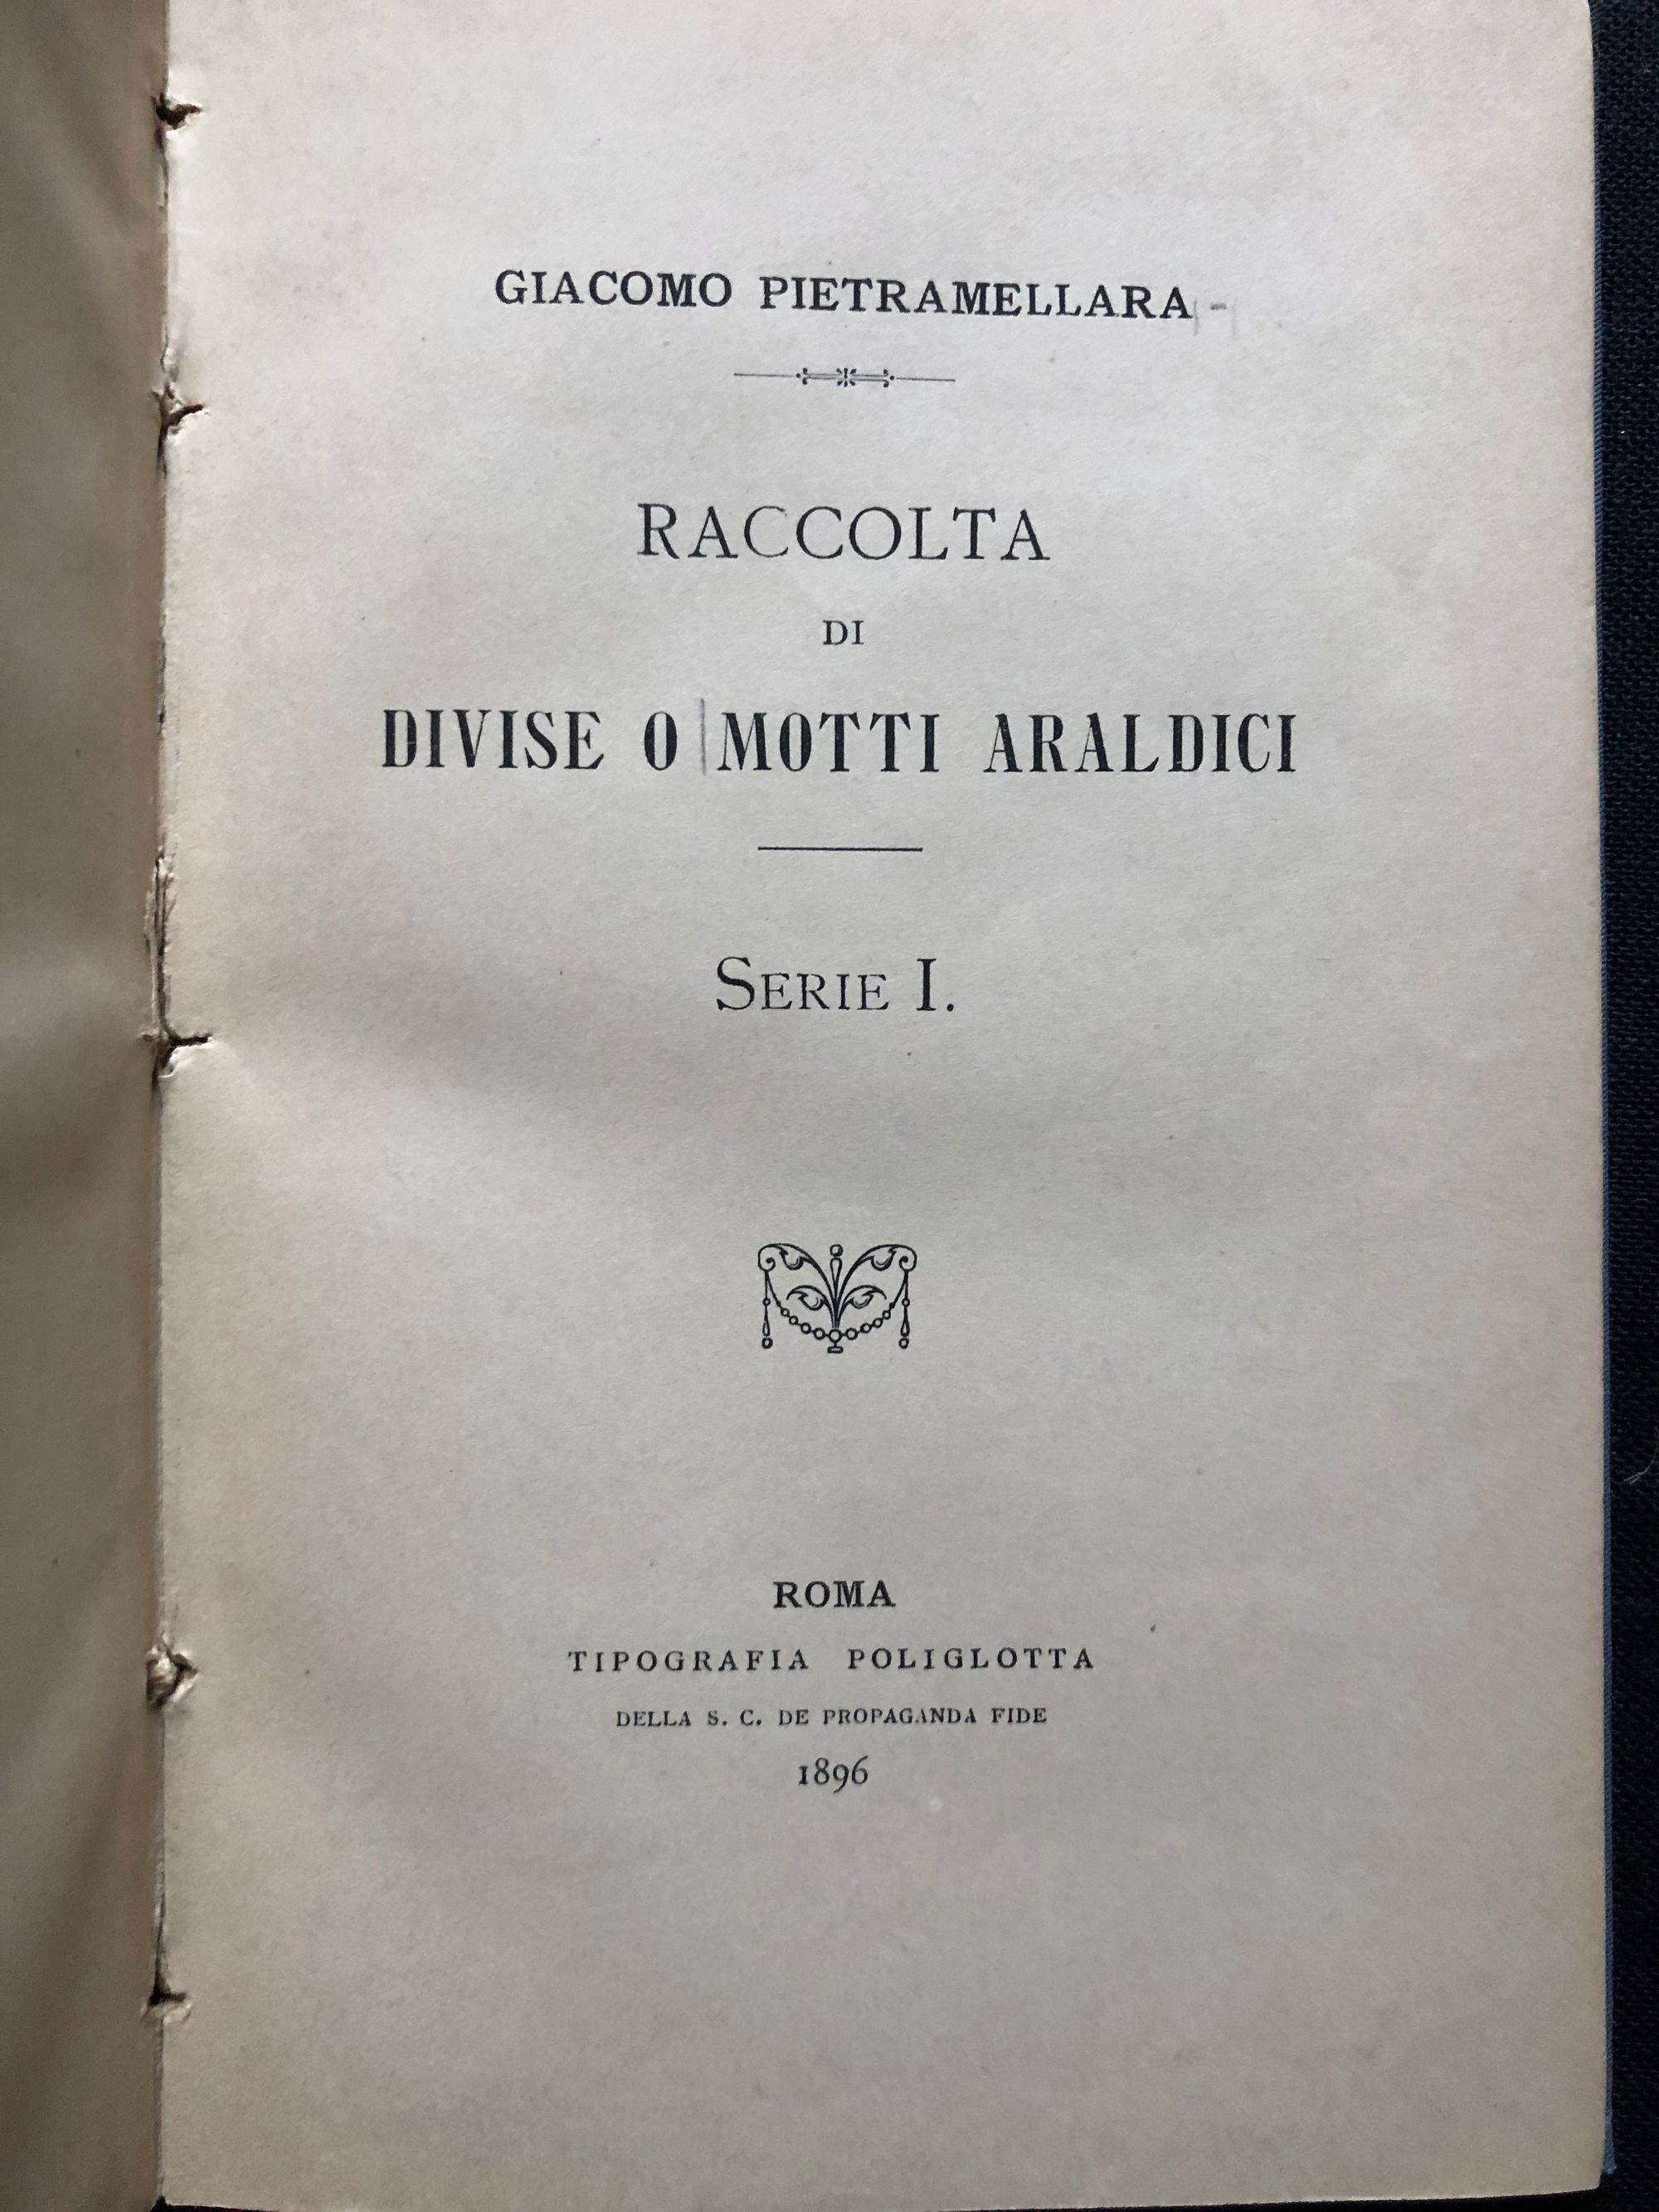 GIACOMO PIETRAMELLARA
RACCOLTA
DI
DIVISE O MOTTI ARALDICI
SERIE I.
ROMA
TIPOGRAFIA POLIGLOTTA
DELLA S. C. DE PROPAGANDA FIDE
1896